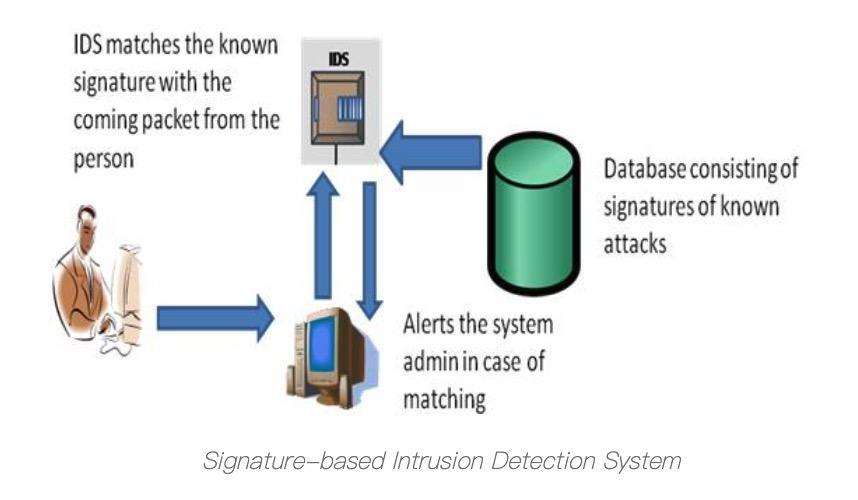 IDS matches the known
signature with the
coming packet from the
person
IDS
Database consisting of
signatures of known
attacks
Alerts the system
admin in case of
matching
Signature-based Intrusion Detection System